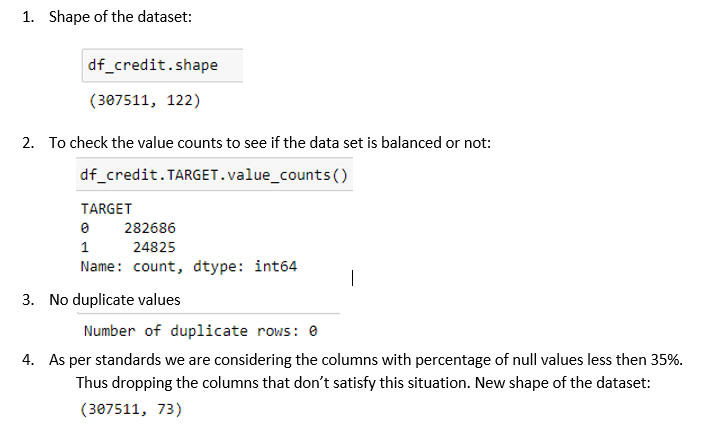 1. Shape of the dataset:
df_credit.shape
(307511, 122)
2. To check the value counts to see if the data set is balanced or not:
df_credit.TARGET.value_counts()
TARGET
0 282686
1 24825
Name: count, dtype: int64
3. No duplicate values
Number of duplicate rows: 0
4. As per standards we are considering the columns with percentage of null values less then 35%.
Thus dropping the columns that don’t satisfy this situation. New shape of the dataset:
(307511, 73)